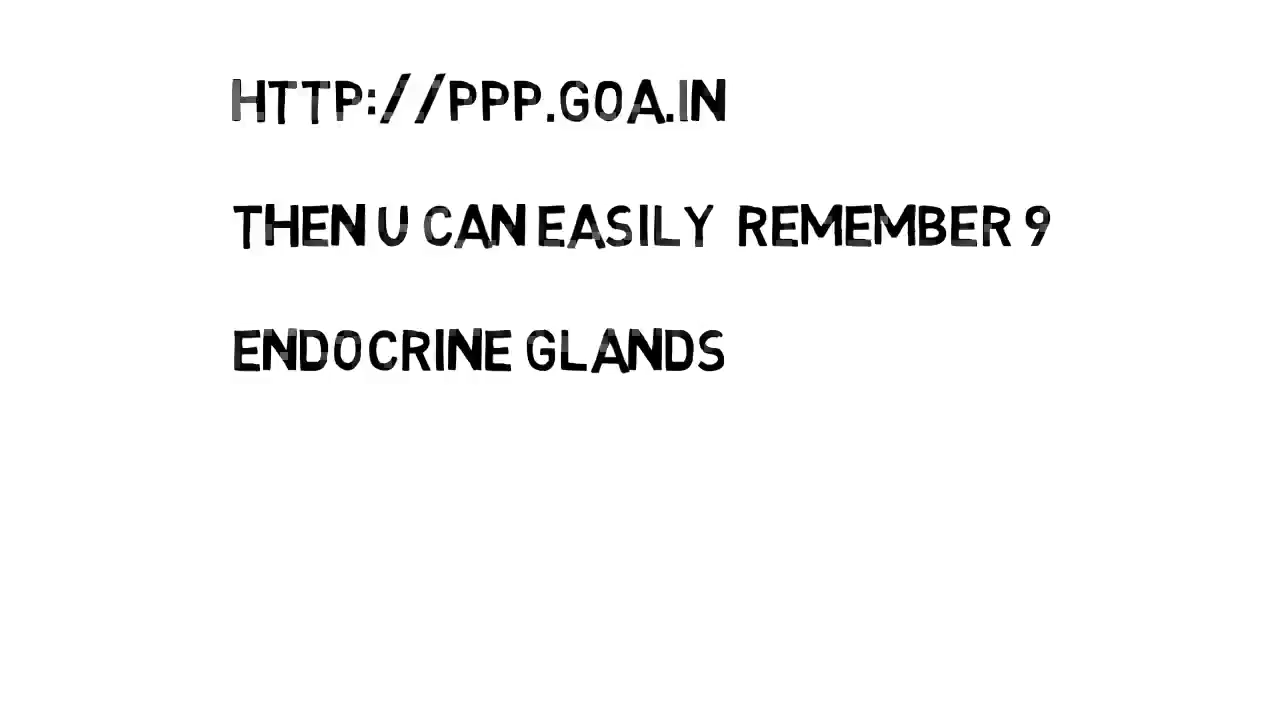 HTTP://PPP.GOA.IN
THEN U CAN EASILY REMEMBER 9
ENDOCRINE GLANDS